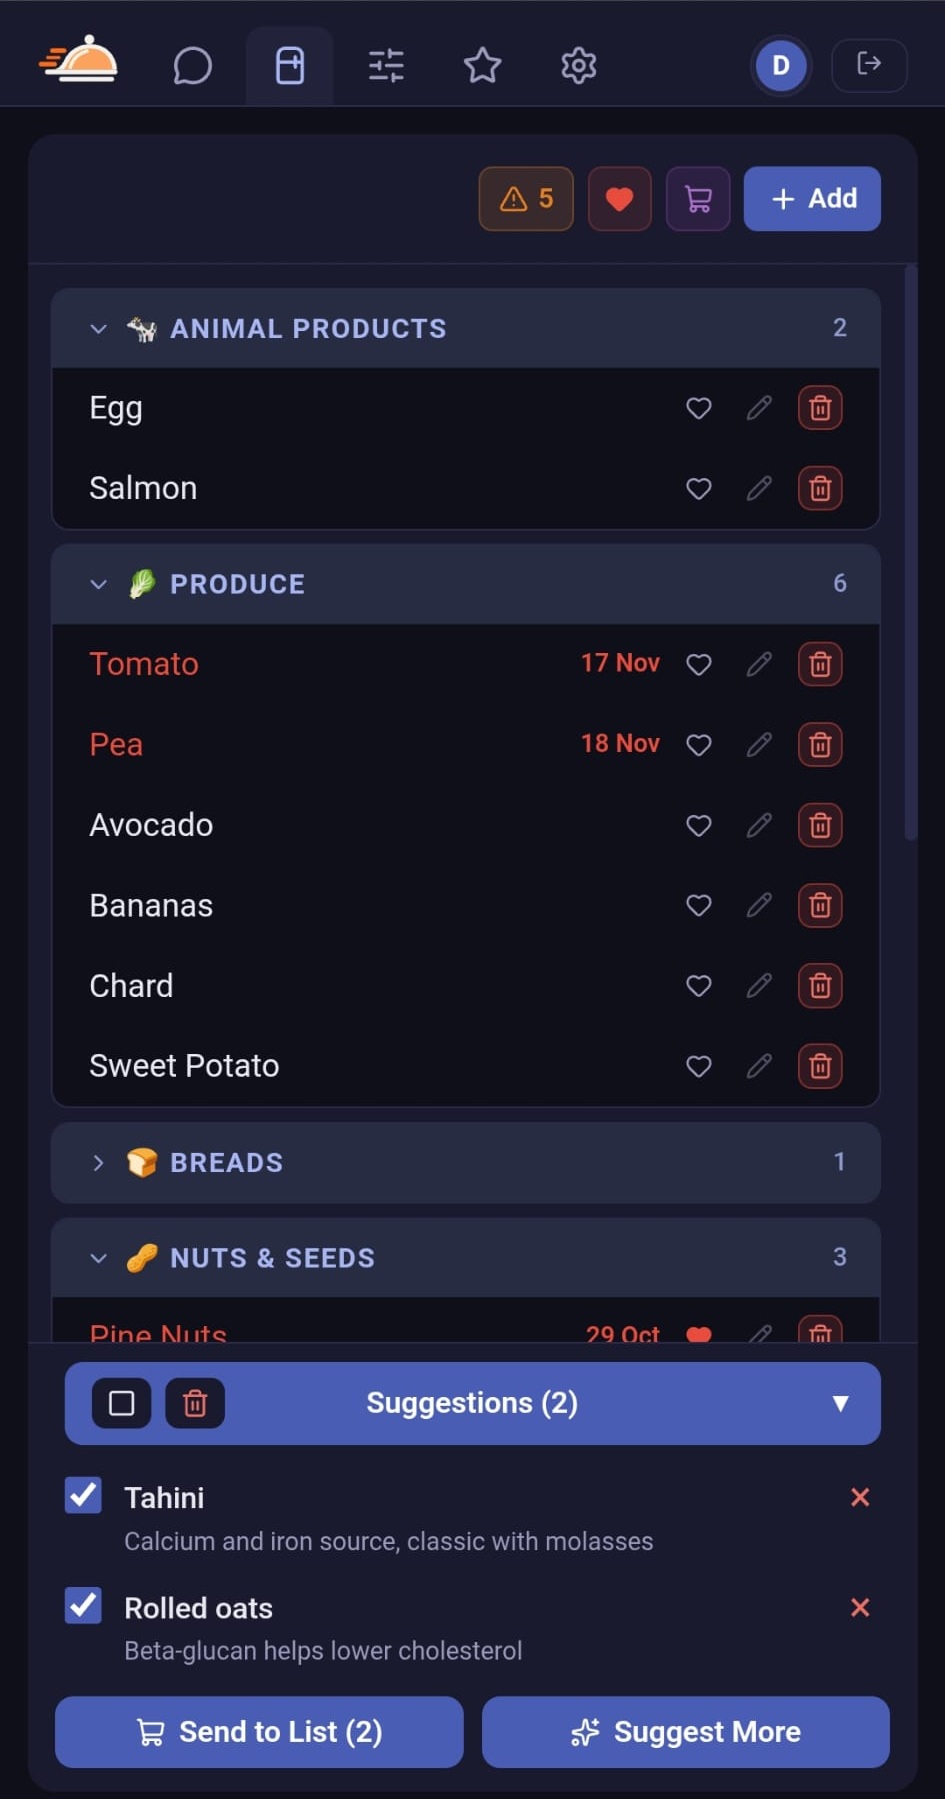 D
5
+ Add
ANIMAL PRODUCTS 2
Egg
Salmon
PRODUCE 6
Tomato 17 Nov
Pea 18 Nov
Avocado
Bananas
Chard
Sweet Potato
BREADS 1
NUTS & SEEDS 3
Pine Nuts 29 Oct
Suggestions (2)
Tahini
Calcium and iron source, classic with molasses
Rolled oats
Beta-glucan helps lower cholesterol
Send to List (2)
Suggest More